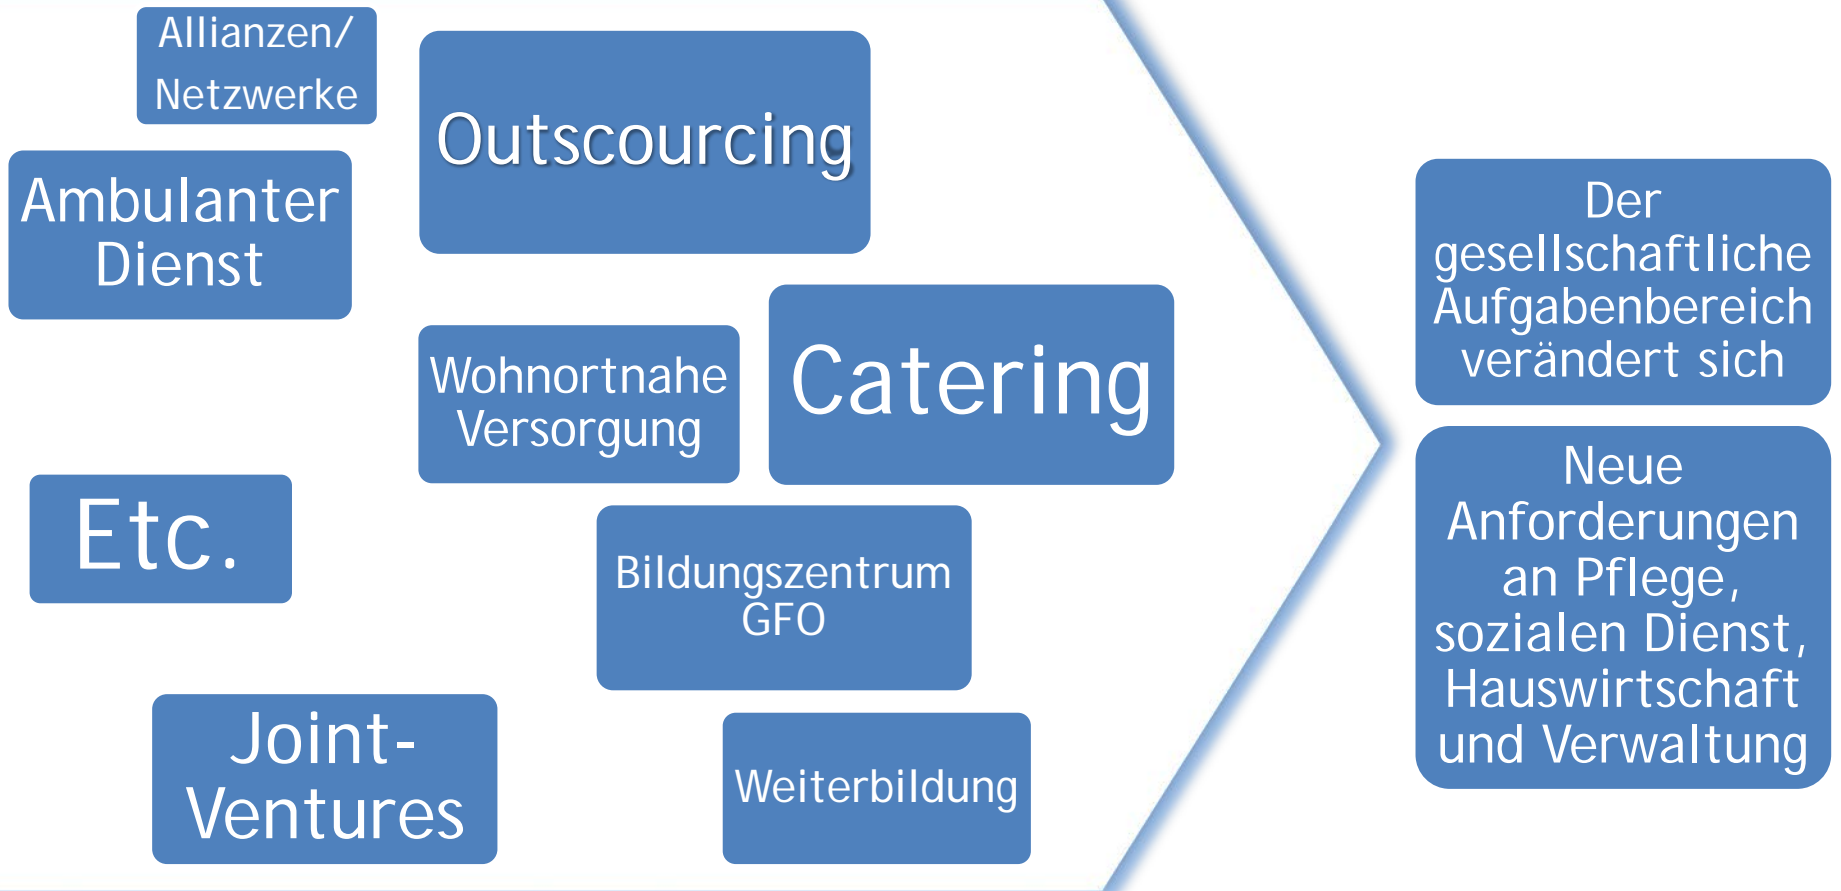 Allianzen/
Netzwerke
Outscourcing
Ambulanter
Dienst
Wohnortnahe
Versorgung
Catering
Etc.
Bildungszentrum
GFO
Joint-
Ventures
Weiterbildung
Der
gesellschaftliche
Aufgabenbereich
verändert sich
Neue
Anforderungen
an Pflege,
sozialen Dienst,
Hauswirtschaft
und Verwaltung